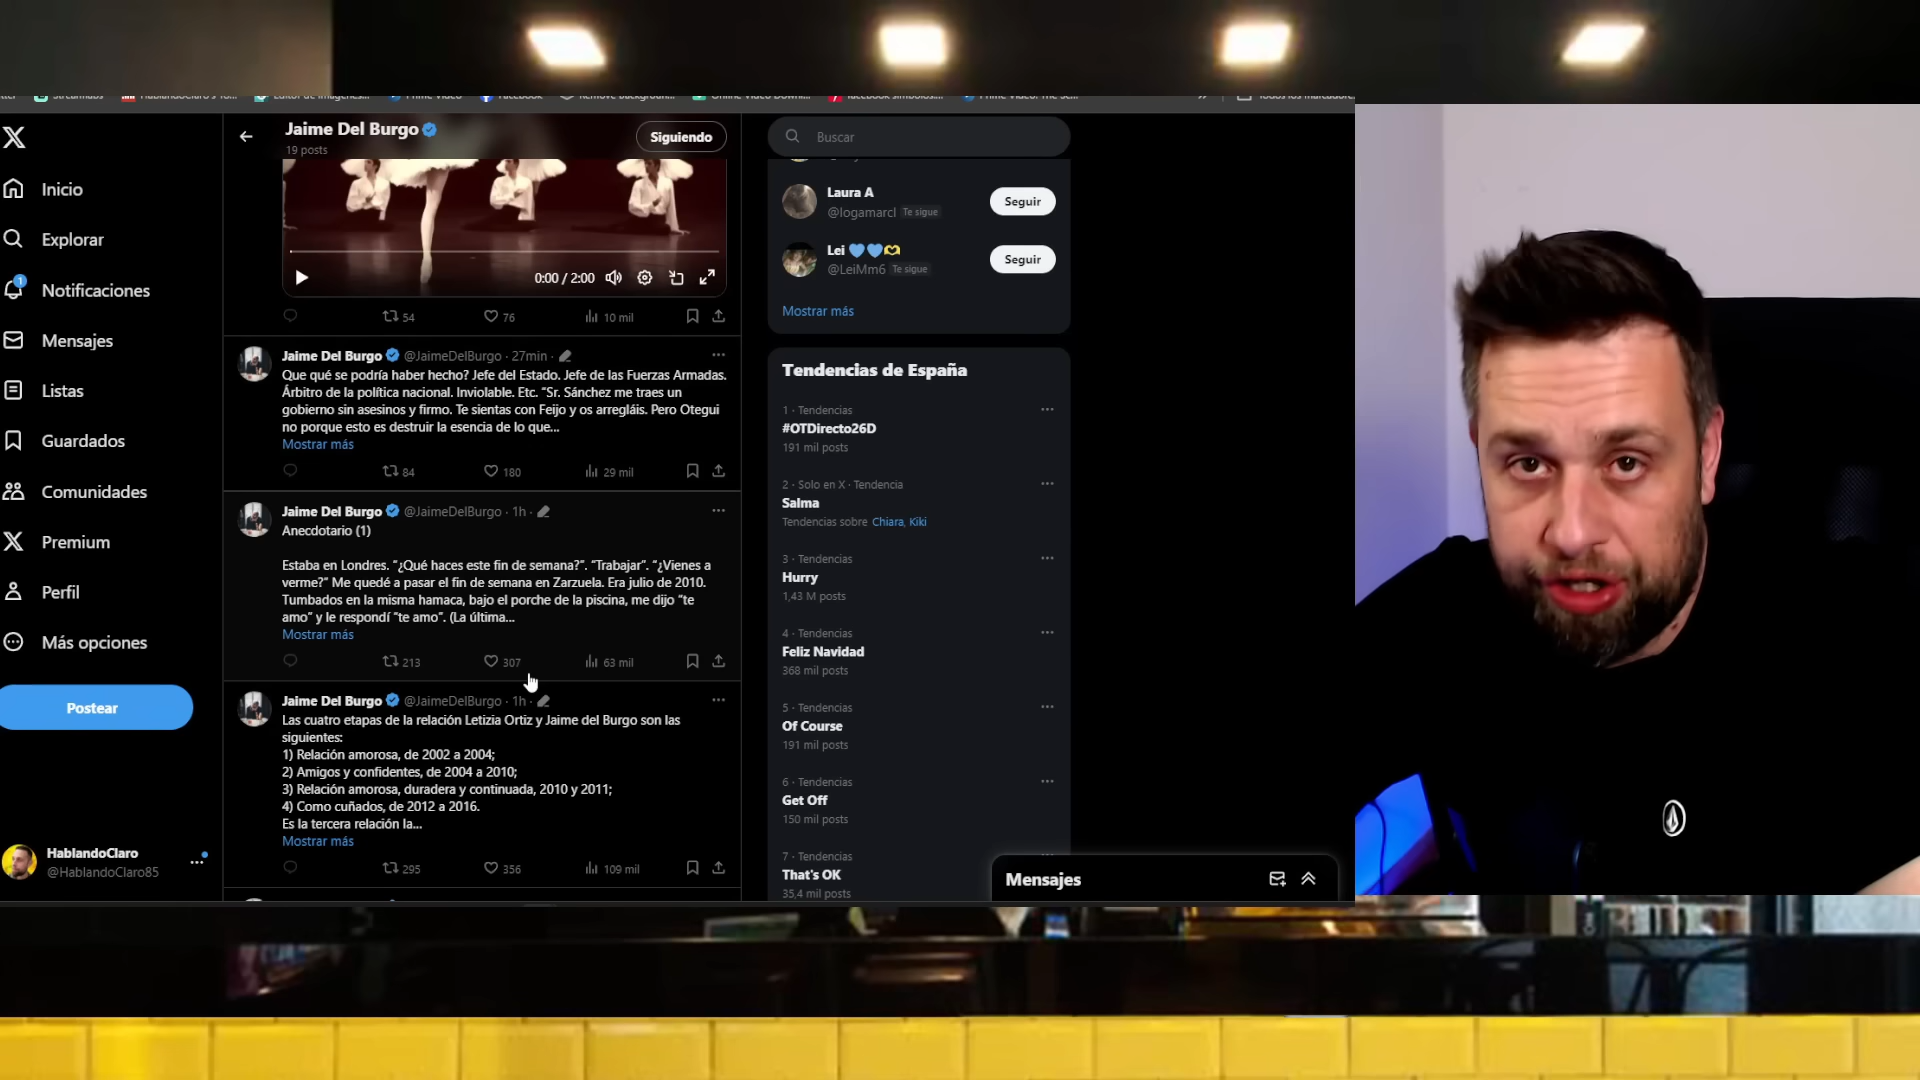 Jaime Del Burgo
19 posts
Siguiendo
Buscar
Inicio
Explorar
1
Notificaciones
Mensajes
Listas
Guardados
Comunidades
Premium
Perfil
Más opciones
Postear
HablandoClaro
@HablandoClaro85
0:00 / 2:00
54
76
10 mil
Jaime Del Burgo @JaimeDelBurgo · 27min ·
Que qué se podría haber hecho? Jefe del Estado. Jefe de las Fuerzas Armadas.
Árbitro de la política nacional. Inviolable. Etc. “Sr. Sánchez me traes un
gobierno sin asesinos y firmo. Te sientas con Feijo y os arregláis. Pero Otegui
no porque esto es destruir la esencia de lo que...
Mostrar más
84
180
29 mil
Jaime Del Burgo @JaimeDelBurgo · 1h ·
Anecdotario (1)
Estaba en Londres. “¿Qué haces este fin de semana?”. “Trabajar”. “¿Vienes a
verme?” Me quedé a pasar el fin de semana en Zarzuela. Era julio de 2010.
Tumbados en la misma hamaca, bajo el porche de la piscina, me dijo “te
amo” y le respondí “te amo”. (La última...
Mostrar más
213
307
63 mil
Jaime Del Burgo @JaimeDelBurgo · 1h ·
Las cuatro etapas de la relación Letizia Ortiz y Jaime del Burgo son las
siguientes:
1) Relación amorosa, de 2002 a 2004;
2) Amigos y confidentes, de 2004 a 2010;
3) Relación amorosa, duradera y continuada, 2010 y 2011;
4) Como cuñados, de 2012 a 2016.
Es la tercera relación la...
Mostrar más
295
356
109 mil
Laura A
@logamarcl Te sigue
Seguir
Lei
@LeiMm6 Te sigue
Seguir
Mostrar más
Tendencias de España
1 · Tendencias
#OTDirecto26D
191 mil posts
2 · Solo en X · Tendencia
Salma
Tendencias sobre Chiara, Kiki
3 · Tendencias
Hurry
1,43 M posts
4 · Tendencias
Feliz Navidad
368 mil posts
5 · Tendencias
Of Course
191 mil posts
6 · Tendencias
Get Off
150 mil posts
7 · Tendencias
That's OK
35,4 mil posts
Mensajes